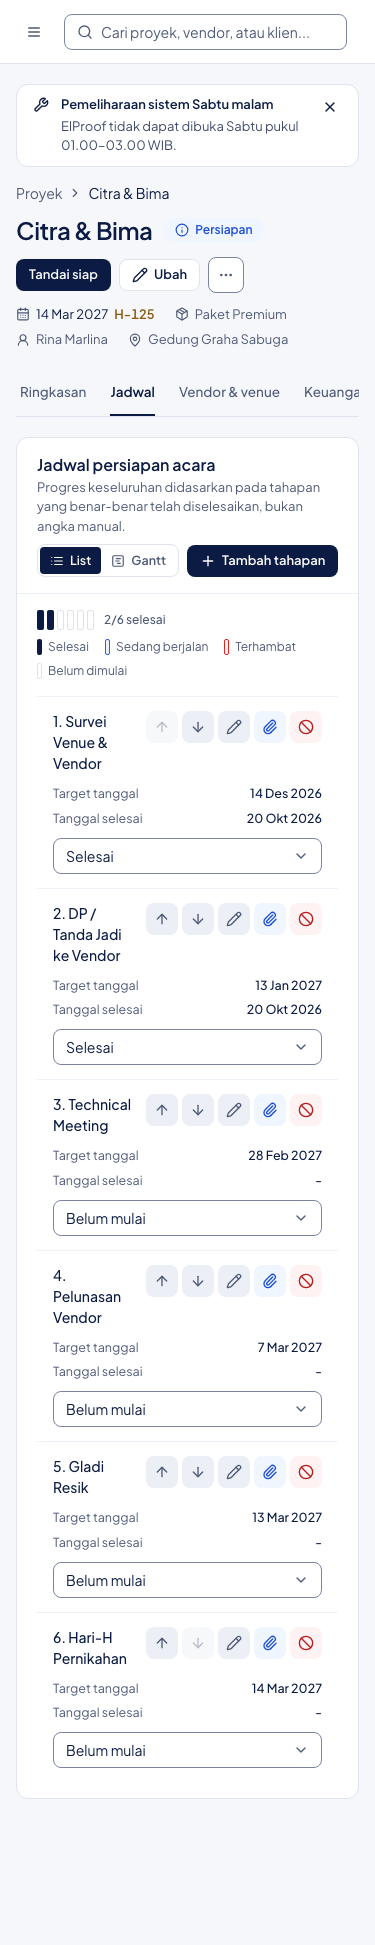 Cari proyek, vendor, atau klien...
Pemeliharaan sistem Sabtu malam
ElProof tidak dapat dibuka Sabtu pukul
01.00–03.00 WIB.
Proyek > Citra & Bima
Citra & Bima
Persiapan
Tandai siap
Ubah
14 Mar 2027 H-125
Paket Premium
Rina Marlina
Gedung Graha Sabuga
Ringkasan Jadwal Vendor & venue Keuanga
Jadwal persiapan acara
Progres keseluruhan didasarkan pada tahapan
yang benar-benar telah diselesaikan, bukan
angka manual.
List Gantt
Tambah tahapan
2/6 selesai
Selesai Sedang berjalan Terhambat
Belum dimulai
1. Survei
Venue &
Vendor
Target tanggal 14 Des 2026
Tanggal selesai 20 Okt 2026
Selesai
2. DP /
Tanda Jadi
ke Vendor
Target tanggal 13 Jan 2027
Tanggal selesai 20 Okt 2026
Selesai
3. Technical
Meeting
Target tanggal 28 Feb 2027
Tanggal selesai -
Belum mulai
4.
Pelunasan
Vendor
Target tanggal 7 Mar 2027
Tanggal selesai -
Belum mulai
5. Gladi
Resik
Target tanggal 13 Mar 2027
Tanggal selesai -
Belum mulai
6. Hari-H
Pernikahan
Target tanggal 14 Mar 2027
Tanggal selesai -
Belum mulai